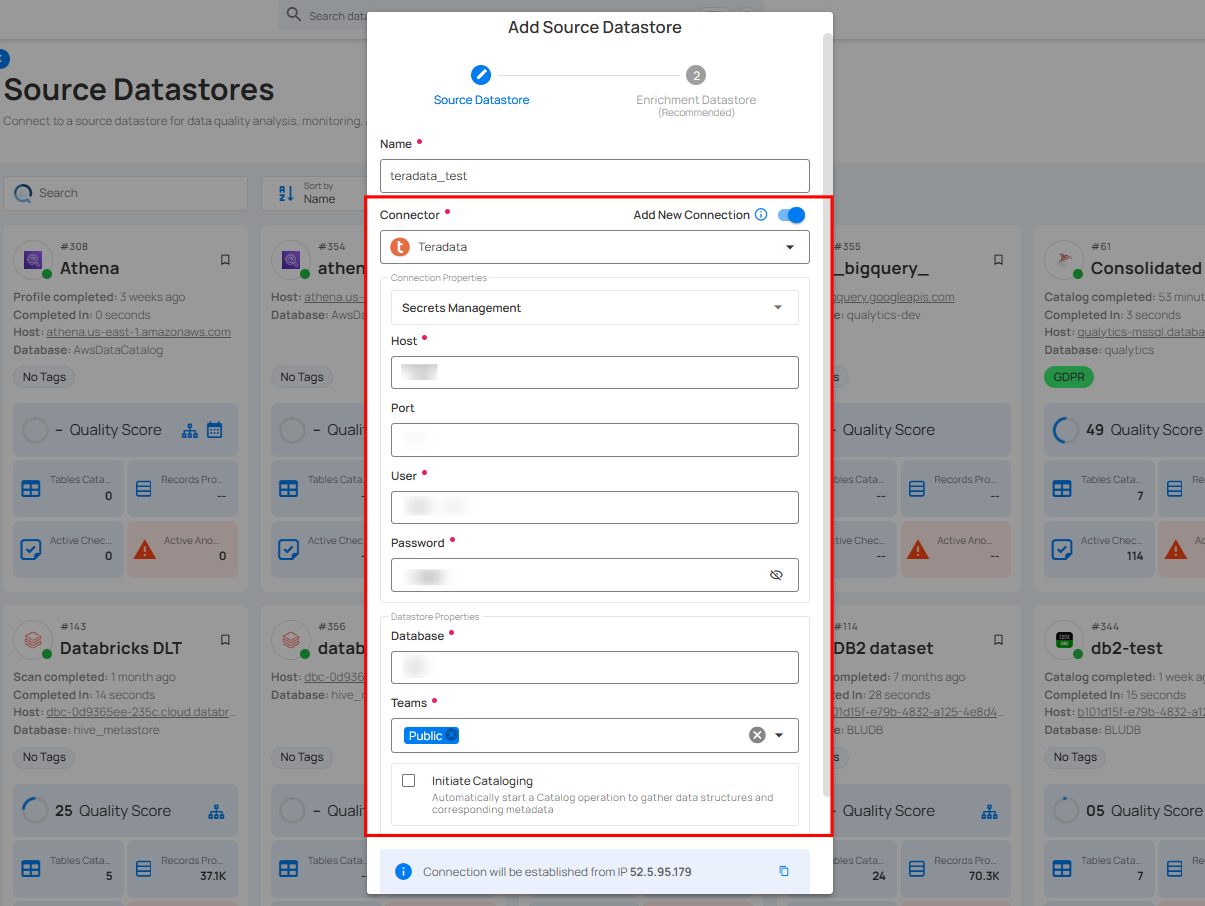 Search data
Add Source Datastore
2
Source Datastore
Enrichment Datastore
(Recommended)
Source Datastores
Connect to a source datastore for data quality analysis, monitoring,
Name
teradata_test
Search
Sort by
Name
Connector
Add New Connection
Teradata
Connection Properties
Secrets Management
Host
Port
User
Password
Datastore Properties
Database
Teams
Public
Initiate Cataloging
Automatically start a Catalog operation to gather data structures and
corresponding metadata
Connection will be established from IP 52.5.95.179
#308
Athena
Profile completed: 3 weeks ago
Completed In: 0 seconds
Host: athena.us-east-1.amazonaws.com
Database: AwsDataCatalog
No Tags
– Quality Score
Tables Cata...
0
Records Pro...
--
Active Chec...
0
Active Ano...
0
#354
athen
Host: athena.us-
Database: AwsDa
No Tags
– Quali
Tables Cata
Active Chec
#355
_bigquery_
gquery.googleapis.com
e: qualytics-dev
Quality Score
bles Cata...
--
Records Pro...
--
tive Chec...
--
Active Ano...
--
#61
Consolidated
Catalog completed: 53 minut
Completed In: 3 seconds
Host: qualytics-mssql.databa
Database: qualytics
GDPR
49 Quality Score
Tables Cata...
7
Re
Active Chec...
114
#143
Databricks DLT
Scan completed: 1 month ago
Completed In: 14 seconds
Host: dbc-0d9365ee-235c.cloud.databr...
Database: hive_metastore
No Tags
25 Quality Score
Tables Cata...
5
Records Pro...
37.1K
#356
datab
Host: dbc-0d936
Database: hive_r
No Tags
– Quali
Tables Cata
#114
DB2 dataset
ompleted: 7 months ago
ted In: 28 seconds
b101d15f-e79b-4832-a125-4e8d4...
e: BLUDB
Quality Score
bles Cata...
24
Records Pro...
70.3K
#344
db2-test
Catalog completed: 1 week ag
Completed In: 15 seconds
Host: b101d15f-e79b-4832-a12
Database: BLUDB
No Tags
05 Quality Score
Tables Cata...
7
Re